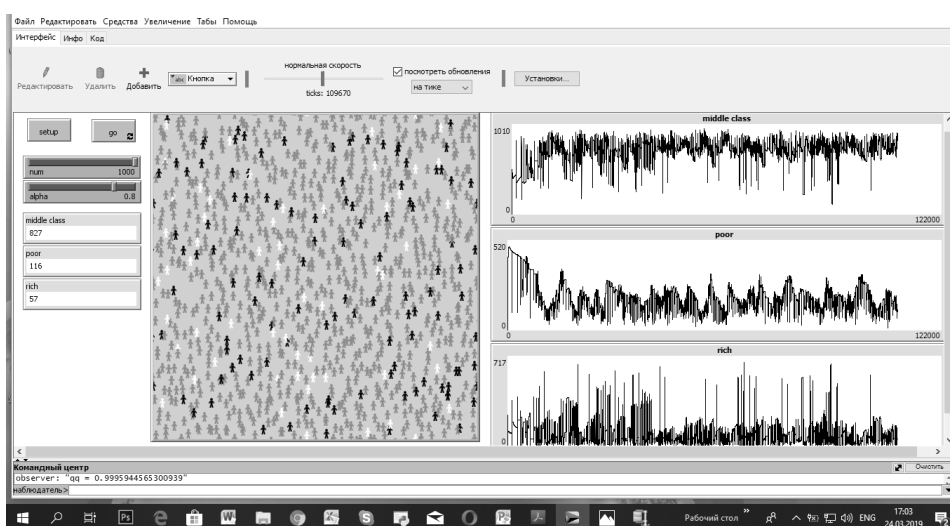 Файл Редактировать Средства Увеличение Табы Помощь
Интерфейс Инфо Код
Редактировать Удалить Добавить
abc Кнопка
нормальная скорость
ticks: 109670
посмотреть обновления
на тике
Установки...
setup go
num 1000
alpha 0.8
middle class
827
poor
116
rich
57
middle class
1010
0
0 122000
poor
520
0
0 122000
rich
717
0
Командный центр Очистить
observer: "qq = 0.9995944565300939"
наблюдатель>
Рабочий стол ENG 17:03
24.03.2019